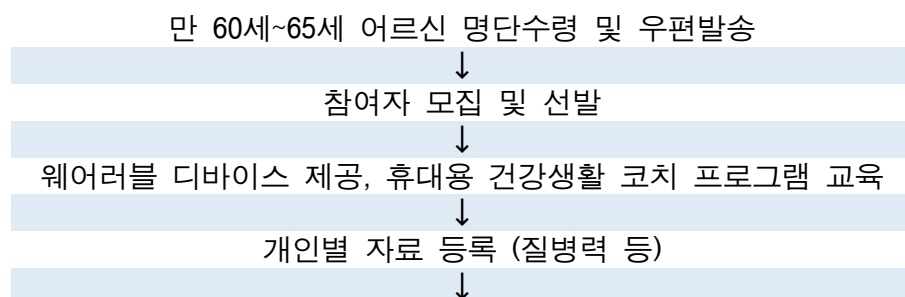 만 60세~65세 어르신 명단수령 및 우편발송
↓
참여자 모집 및 선발
↓
웨어러블 디바이스 제공, 휴대용 건강생활 코치 프로그램 교육
↓
개인별 자료 등록 (질병력 등)
↓